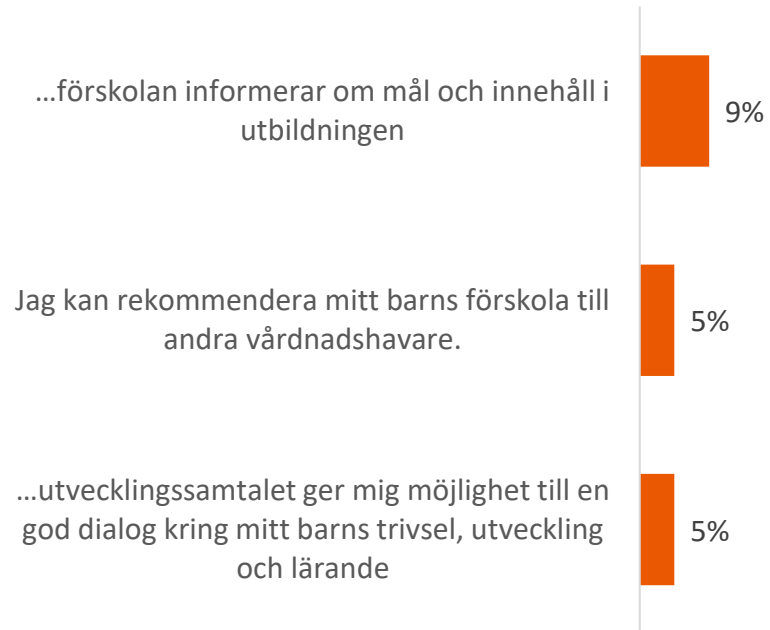 …förskolan informerar om mål och innehåll i
utbildningen
9%
Jag kan rekommendera mitt barns förskola till
andra vårdnadshavare.
5%
…utvecklingssamtalet ger mig möjlighet till en
god dialog kring mitt barns trivsel, utveckling
och lärande
5%